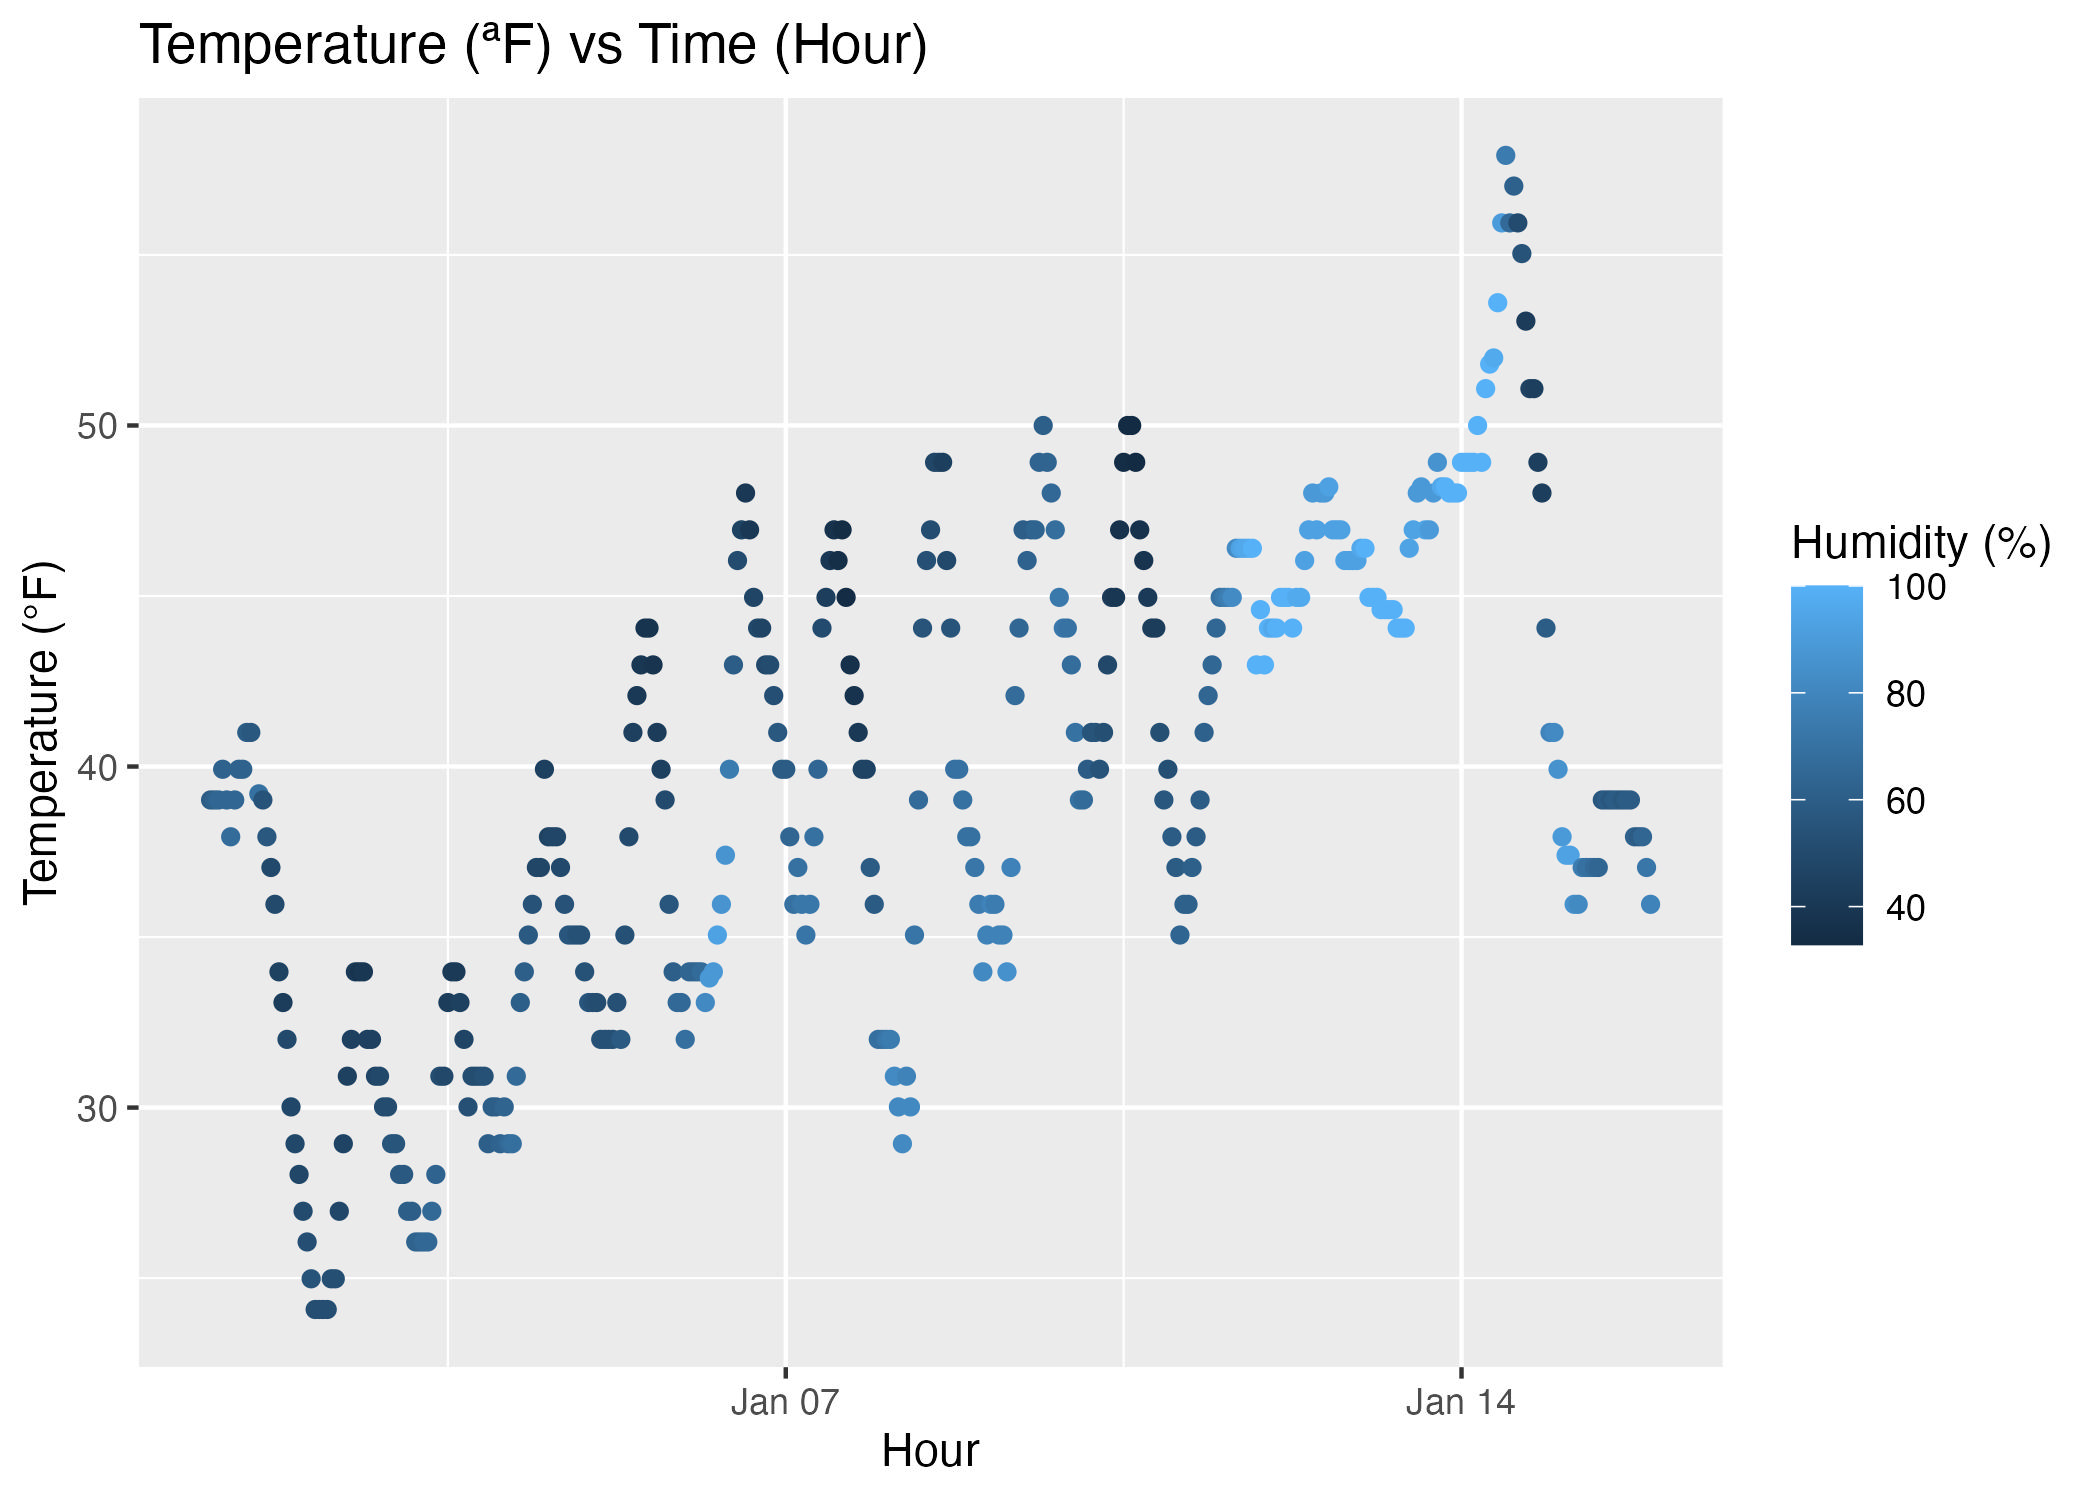 Temperature (ªF) vs Time (Hour)
Temperature (°F)
50
40
30
Jan 07
Jan 14
Hour
Humidity (%)
100
80
60
40